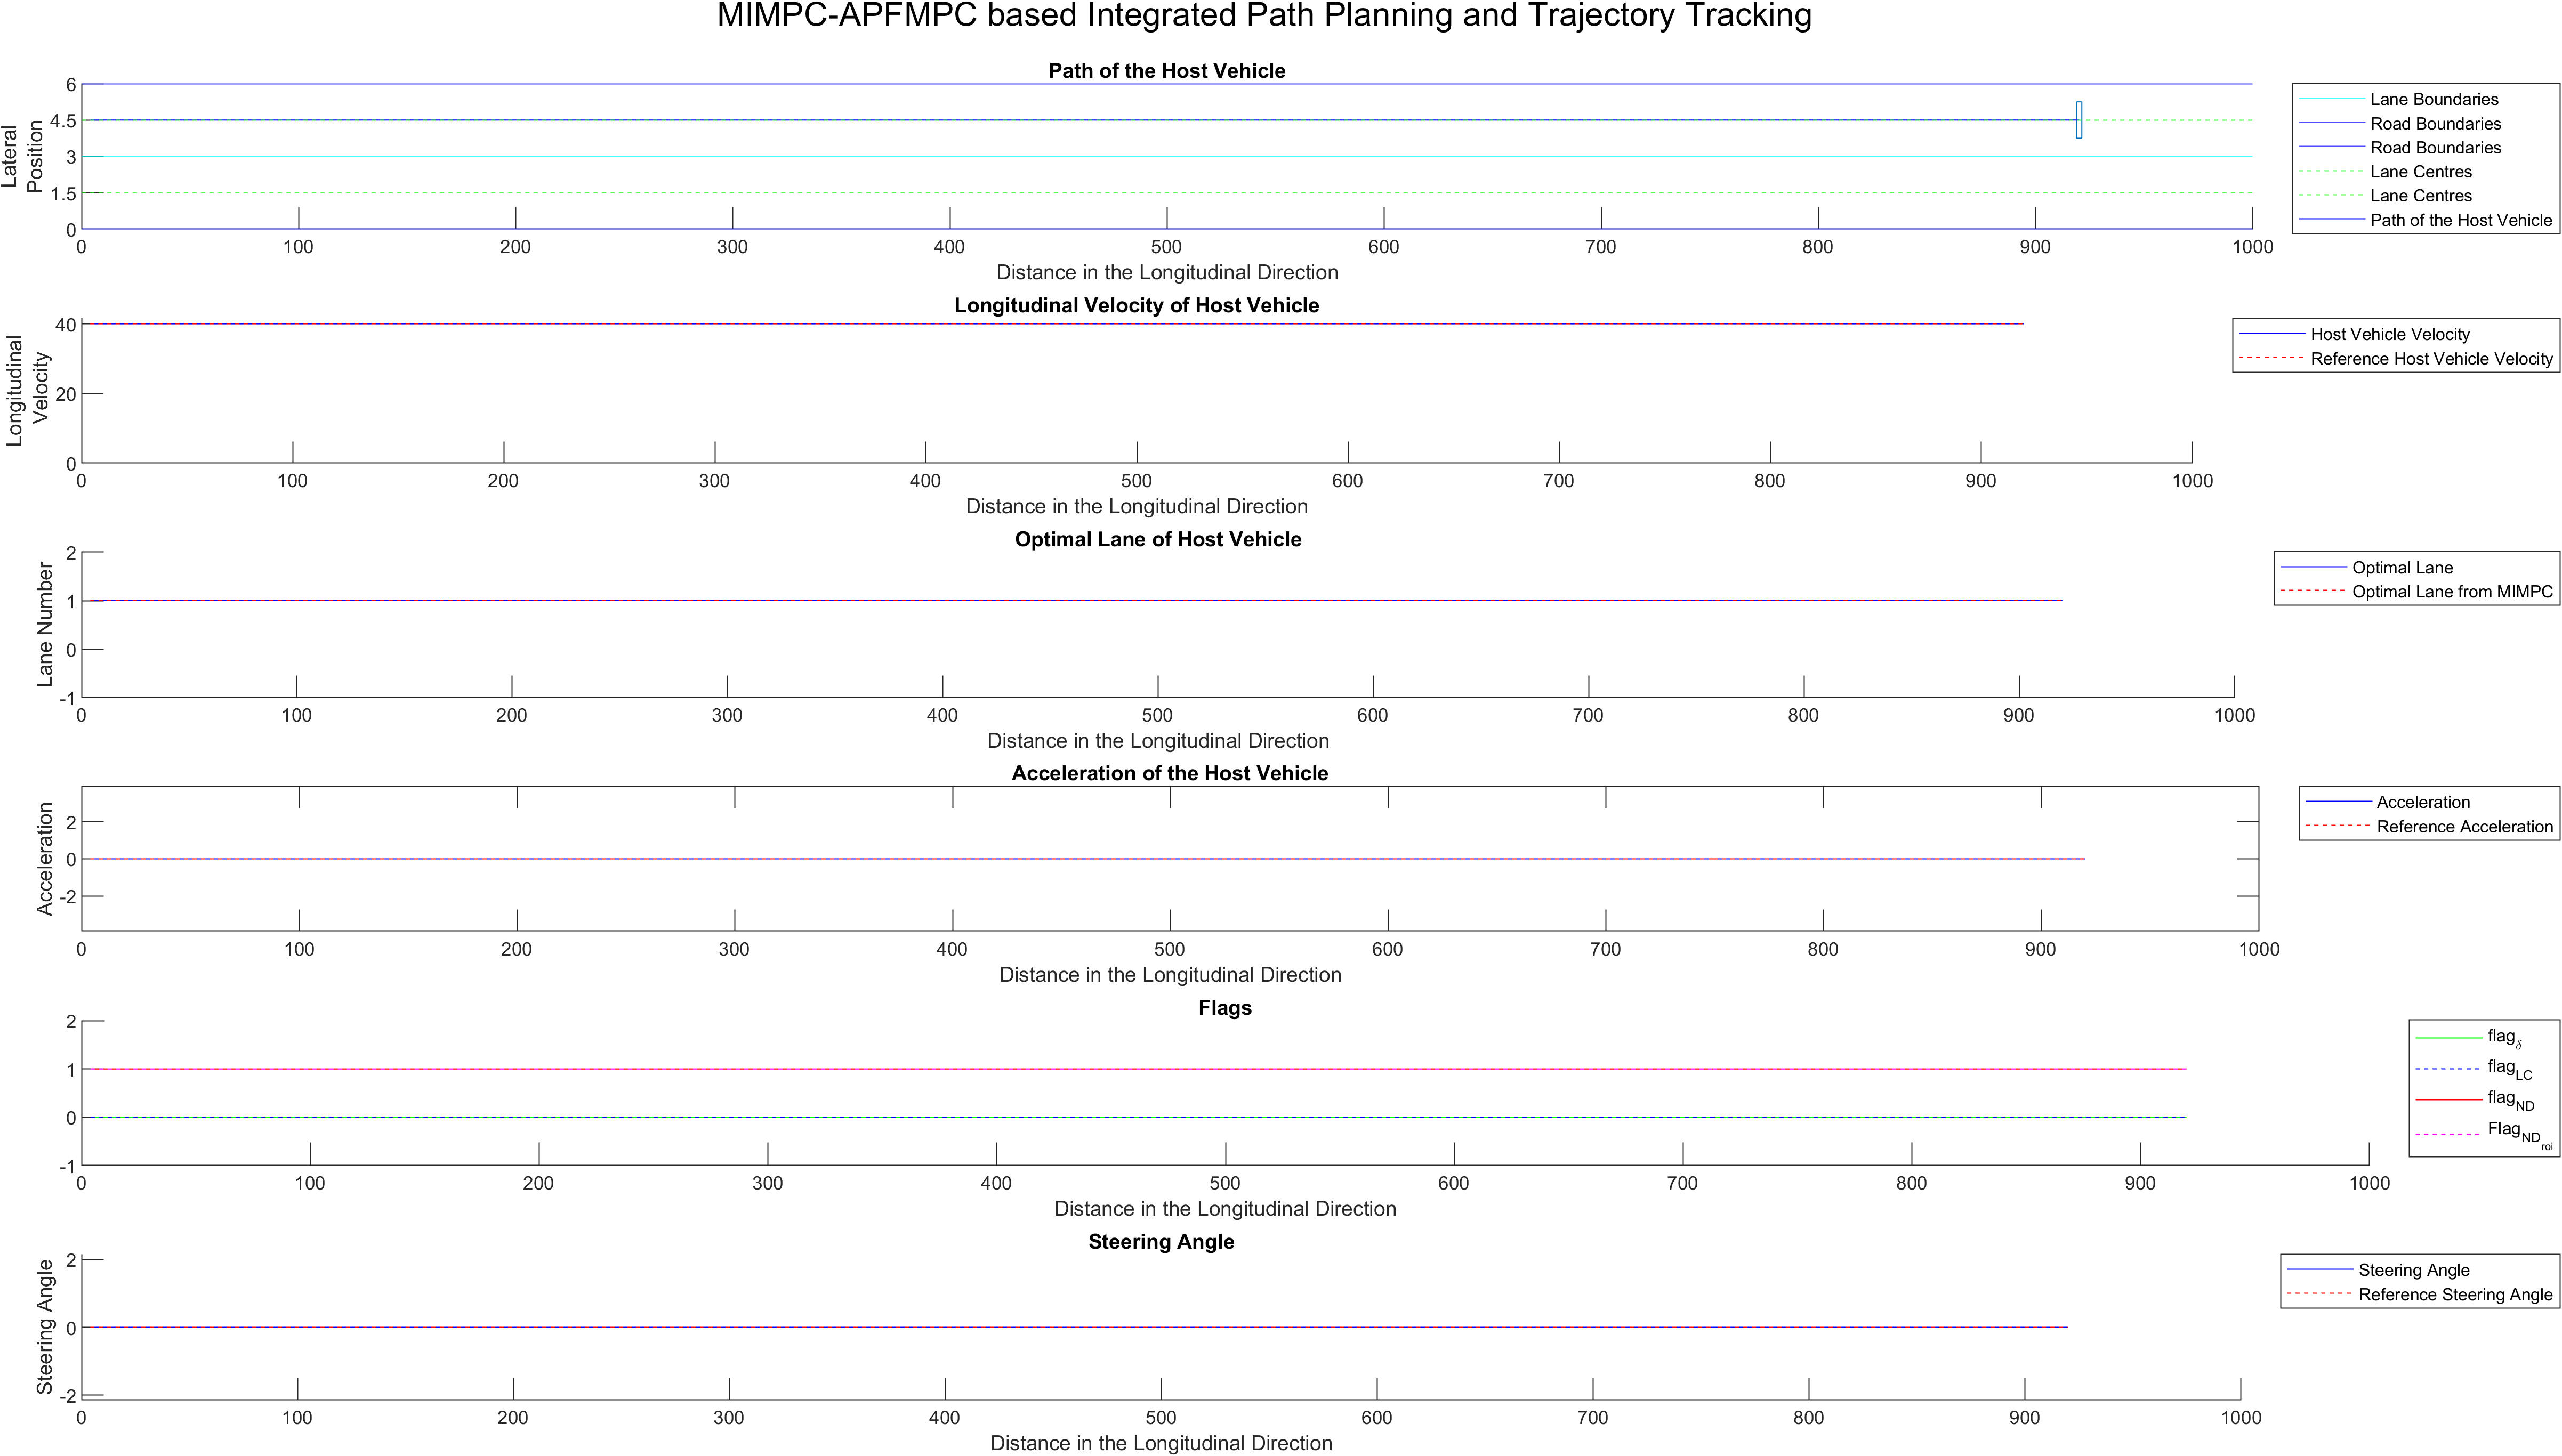 MIMPC-APFMPC based Integrated Path Planning and Trajectory Tracking
Path of the Host Vehicle
Lateral
Position
6
4.5
3
1.5
0
0 100 200 300 400 500 600 700 800 900 1000
Distance in the Longitudinal Direction
Lane Boundaries
Road Boundaries
Road Boundaries
Lane Centres
Lane Centres
Path of the Host Vehicle
Longitudinal Velocity of Host Vehicle
Longitudinal
Velocity
40
20
0
0 100 200 300 400 500 600 700 800 900 1000
Distance in the Longitudinal Direction
Host Vehicle Velocity
Reference Host Vehicle Velocity
Optimal Lane of Host Vehicle
Lane Number
2
1
0
-1
0 100 200 300 400 500 600 700 800 900 1000
Distance in the Longitudinal Direction
Optimal Lane
Optimal Lane from MIMPC
Acceleration of the Host Vehicle
Acceleration
2
0
-2
0 100 200 300 400 500 600 700 800 900 1000
Distance in the Longitudinal Direction
Acceleration
Reference Acceleration
Flags
2
1
0
-1
0 100 200 300 400 500 600 700 800 900 1000
Distance in the Longitudinal Direction
flagδ
flagLC
flagND
FlagNDroi
Steering Angle
Steering Angle
2
0
-2
0 100 200 300 400 500 600 700 800 900 1000
Distance in the Longitudinal Direction
Steering Angle
Reference Steering Angle